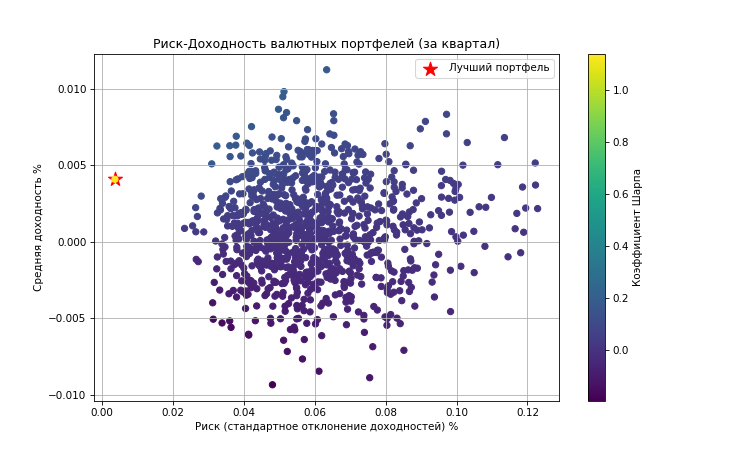 Риск-Доходность валютных портфелей (за квартал)
Лучший портфель
Средняя доходность %
0.010
0.005
0.000
−0.005
−0.010
0.00 0.02 0.04 0.06 0.08 0.10 0.12
Риск (стандартное отклонение доходностей) %
1.0
0.8
0.6
0.4
0.2
0.0
Коэффициент Шарпа